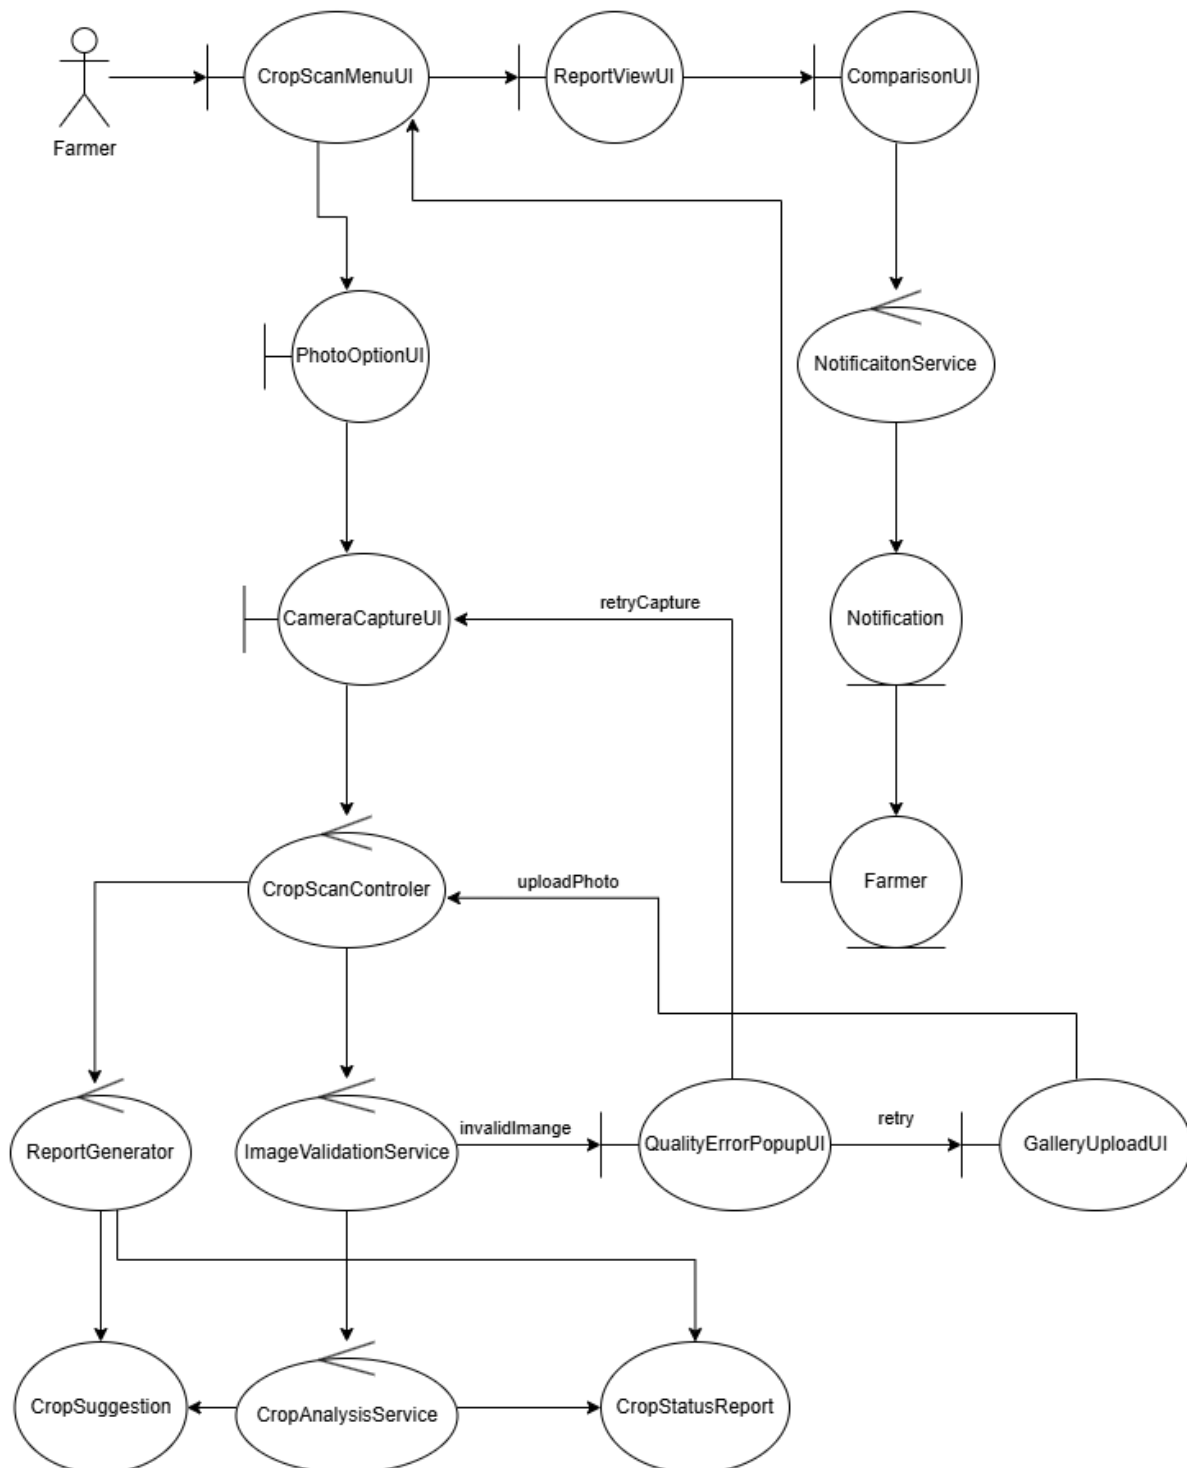 CropScanMenuUI
ReportViewUI
ComparisonUI
Farmer
PhotoOptionUI
NotificaitonService
CameraCaptureUI
retryCapture
Notification
CropScanControler
uploadPhoto
Farmer
ReportGenerator
ImageValidationService
invalidImange
QualityErrorPopupUI
retry
GalleryUploadUI
CropSuggestion
CropAnalysisService
CropStatusReport